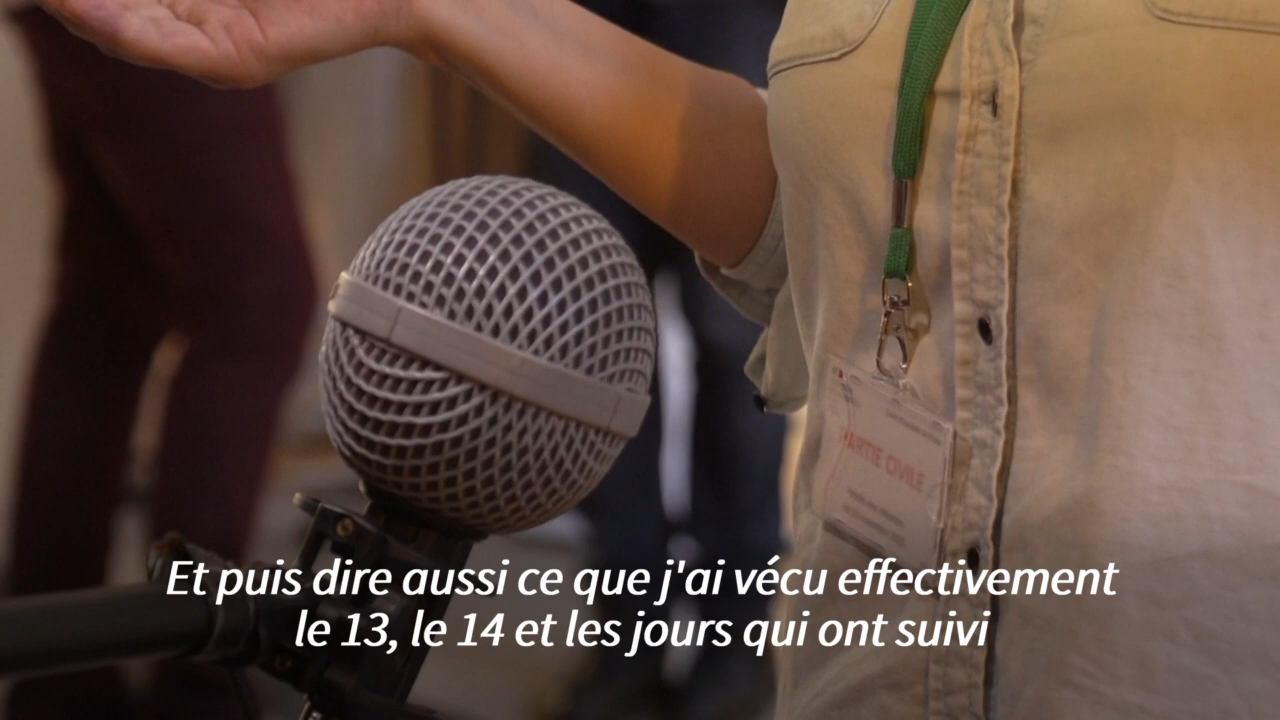 PARTIE CIVILE
Et puis dire aussi ce que j'ai vécu effectivement
le 13, le 14 et les jours qui ont suivi